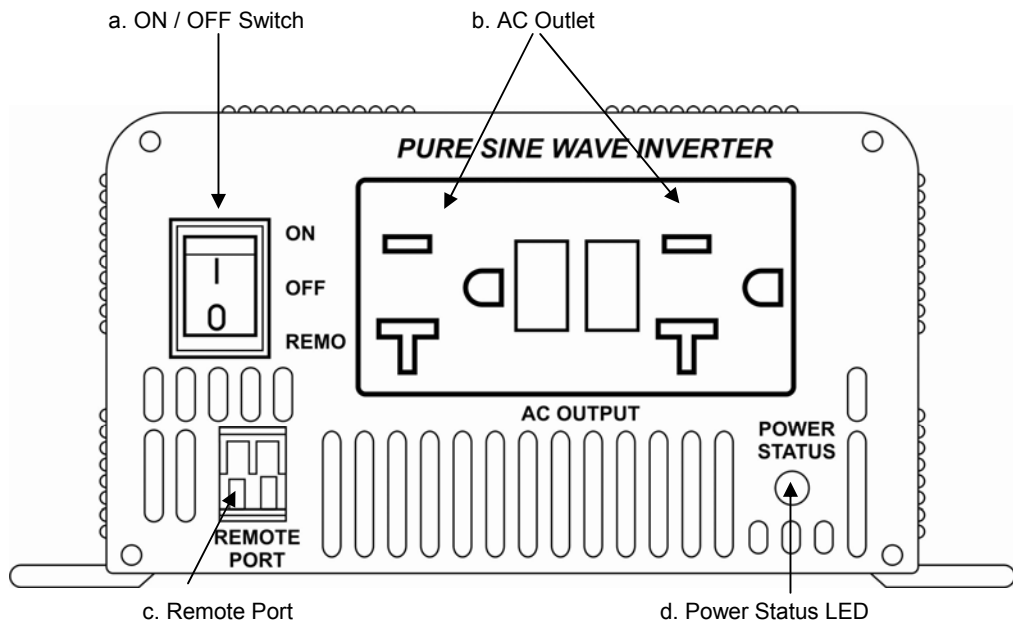 a. ON / OFF Switch
b. AC Outlet
PURE SINE WAVE INVERTER
ON
I
OFF
0
REMO
AC OUTPUT
POWER
STATUS
REMOTE
PORT
c. Remote Port
d. Power Status LED